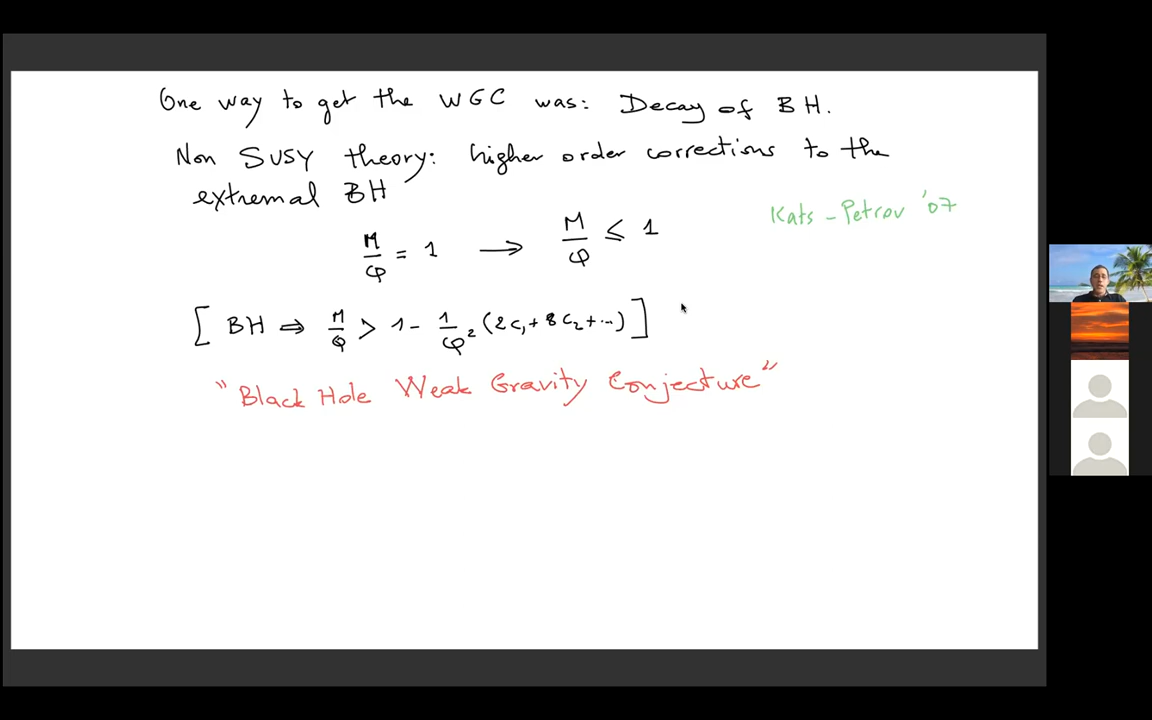 One way to get the WGC was: Decay of BH.
Non SUSY theory: higher order corrections to the
extremal BH
Kats - Petrov '07
M/Q = 1 → M/Q ≤ 1
[ BH ⇒ M/Q > 1 - 1/Q² (2c₁ + 8c₂ + ...) ]
"Black Hole Weak Gravity Conjecture"